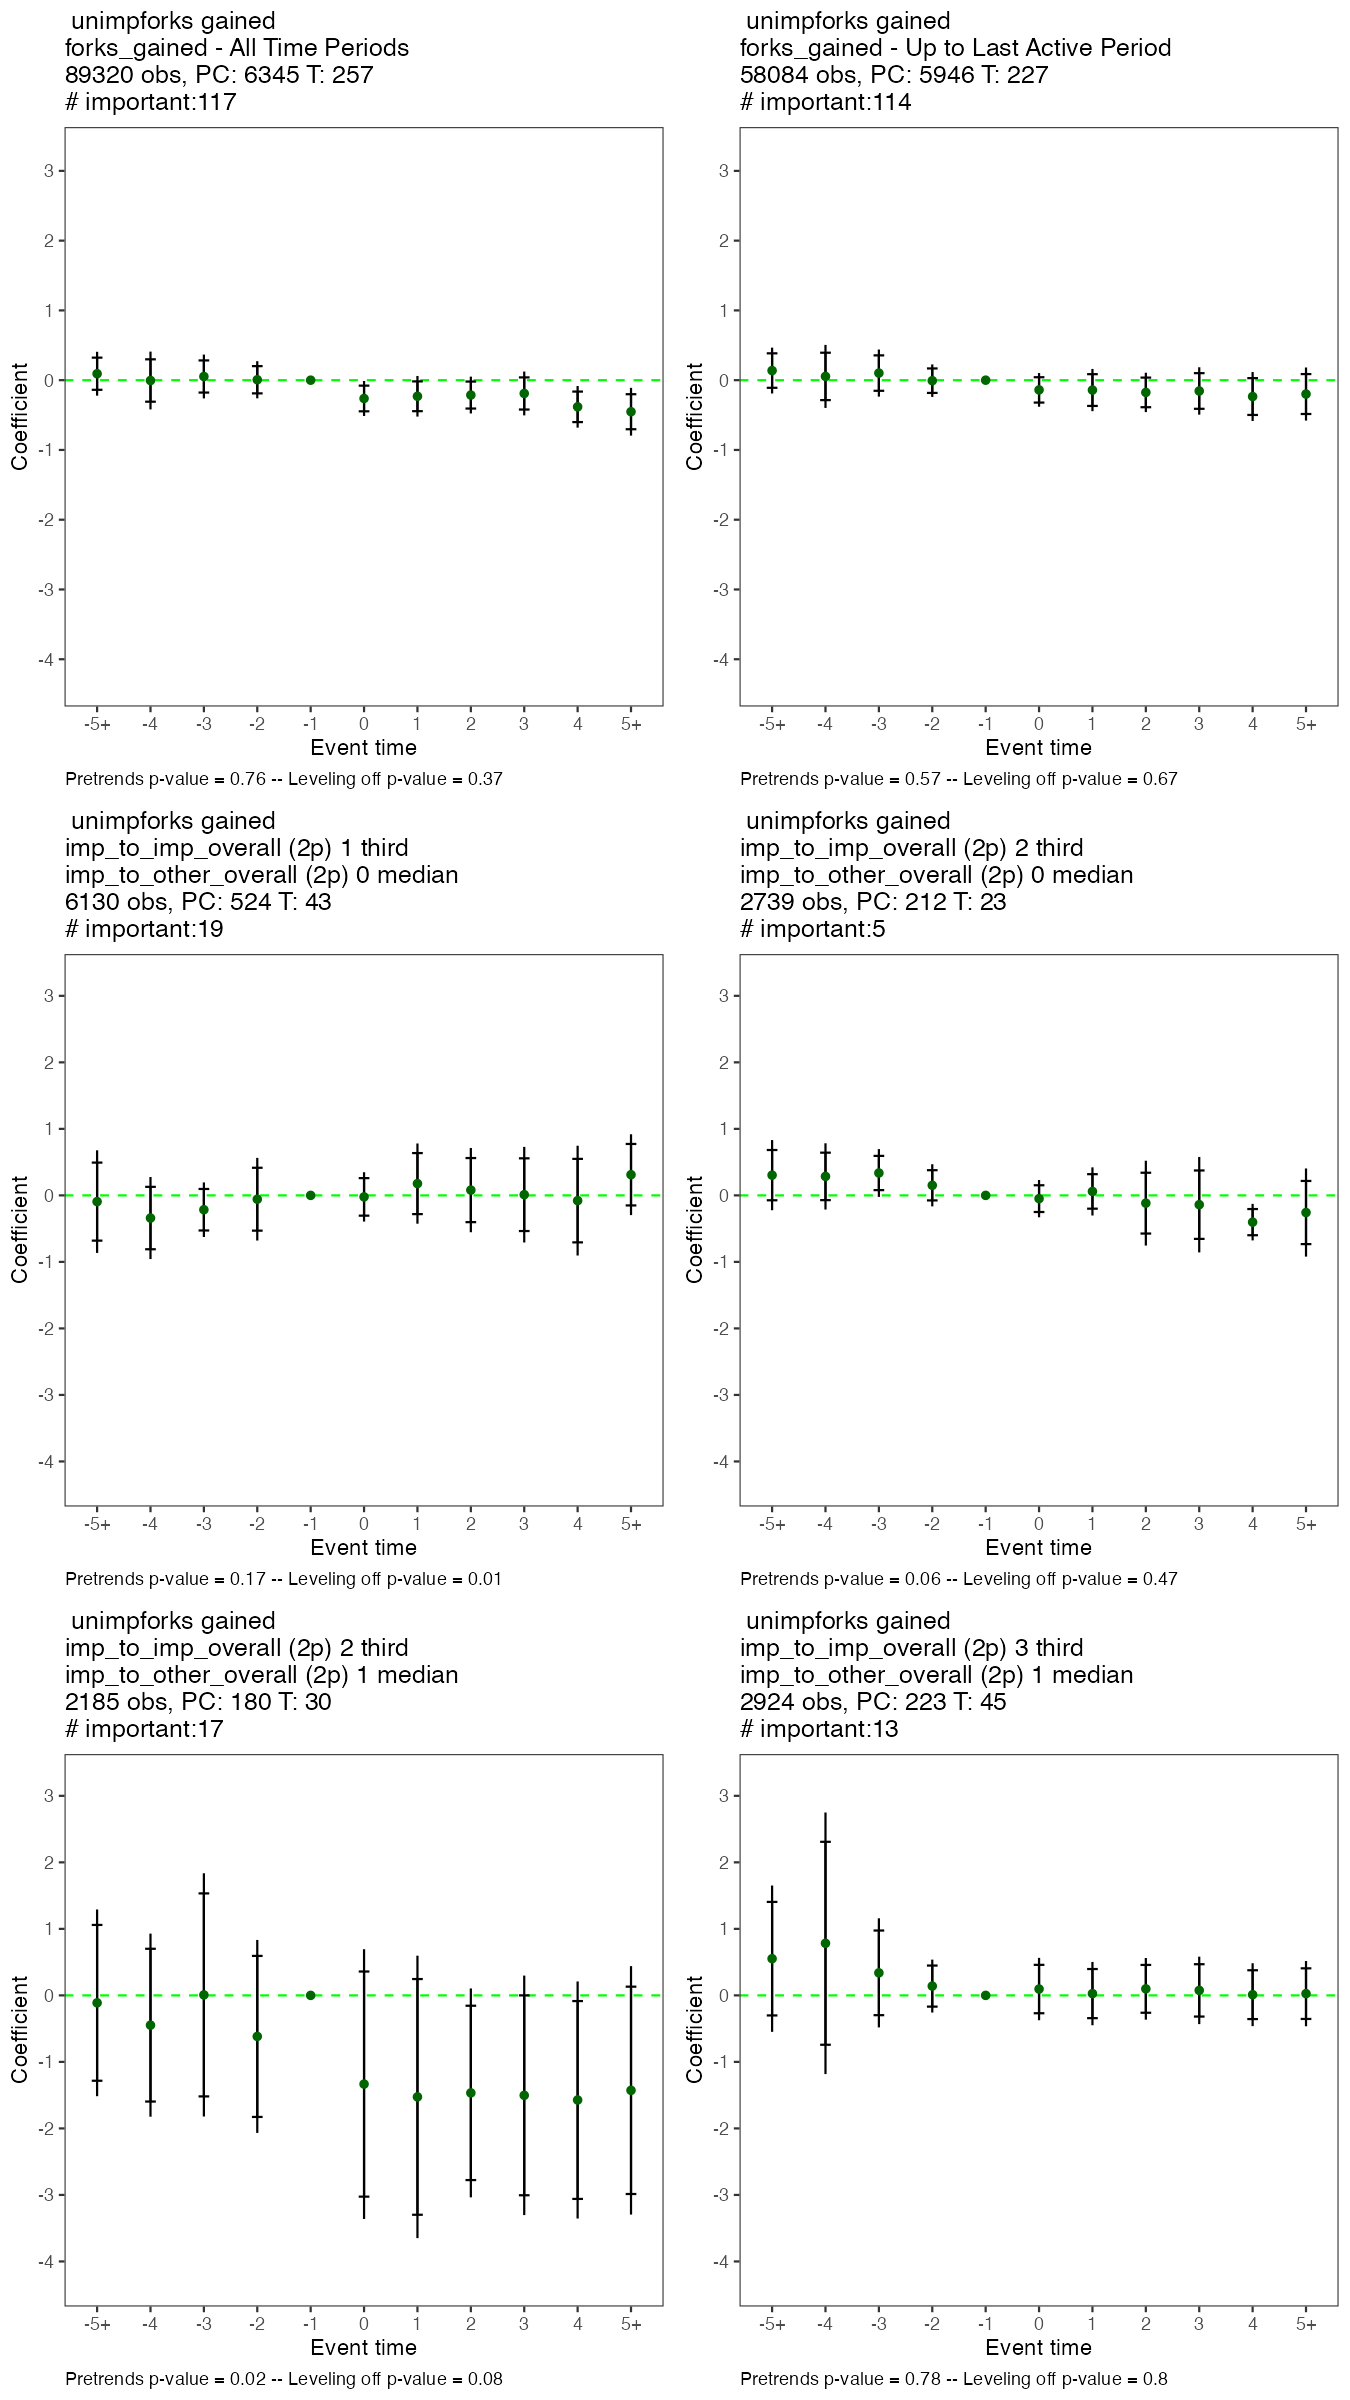 unimpforks gained
forks_gained - All Time Periods
89320 obs, PC: 6345 T: 257
# important:117
3
2
1
0
-1
-2
-3
-4
Coefficient
-5+ -4 -3 -2 -1 0 1 2 3 4 5+
Event time
Pretrends p-value = 0.76 -- Leveling off p-value = 0.37
unimpforks gained
forks_gained - Up to Last Active Period
58084 obs, PC: 5946 T: 227
# important:114
3
2
1
0
-1
-2
-3
-4
Coefficient
-5+ -4 -3 -2 -1 0 1 2 3 4 5+
Event time
Pretrends p-value = 0.57 -- Leveling off p-value = 0.67
unimpforks gained
imp_to_imp_overall (2p) 1 third
imp_to_other_overall (2p) 0 median
6130 obs, PC: 524 T: 43
# important:19
3
2
1
0
-1
-2
-3
-4
Coefficient
-5+ -4 -3 -2 -1 0 1 2 3 4 5+
Event time
Pretrends p-value = 0.17 -- Leveling off p-value = 0.01
unimpforks gained
imp_to_imp_overall (2p) 2 third
imp_to_other_overall (2p) 0 median
2739 obs, PC: 212 T: 23
# important:5
3
2
1
0
-1
-2
-3
-4
Coefficient
-5+ -4 -3 -2 -1 0 1 2 3 4 5+
Event time
Pretrends p-value = 0.06 -- Leveling off p-value = 0.47
unimpforks gained
imp_to_imp_overall (2p) 2 third
imp_to_other_overall (2p) 1 median
2185 obs, PC: 180 T: 30
# important:17
3
2
1
0
-1
-2
-3
-4
Coefficient
-5+ -4 -3 -2 -1 0 1 2 3 4 5+
Event time
Pretrends p-value = 0.02 -- Leveling off p-value = 0.08
unimpforks gained
imp_to_imp_overall (2p) 3 third
imp_to_other_overall (2p) 1 median
2924 obs, PC: 223 T: 45
# important:13
3
2
1
0
-1
-2
-3
-4
Coefficient
-5+ -4 -3 -2 -1 0 1 2 3 4 5+
Event time
Pretrends p-value = 0.78 -- Leveling off p-value = 0.8